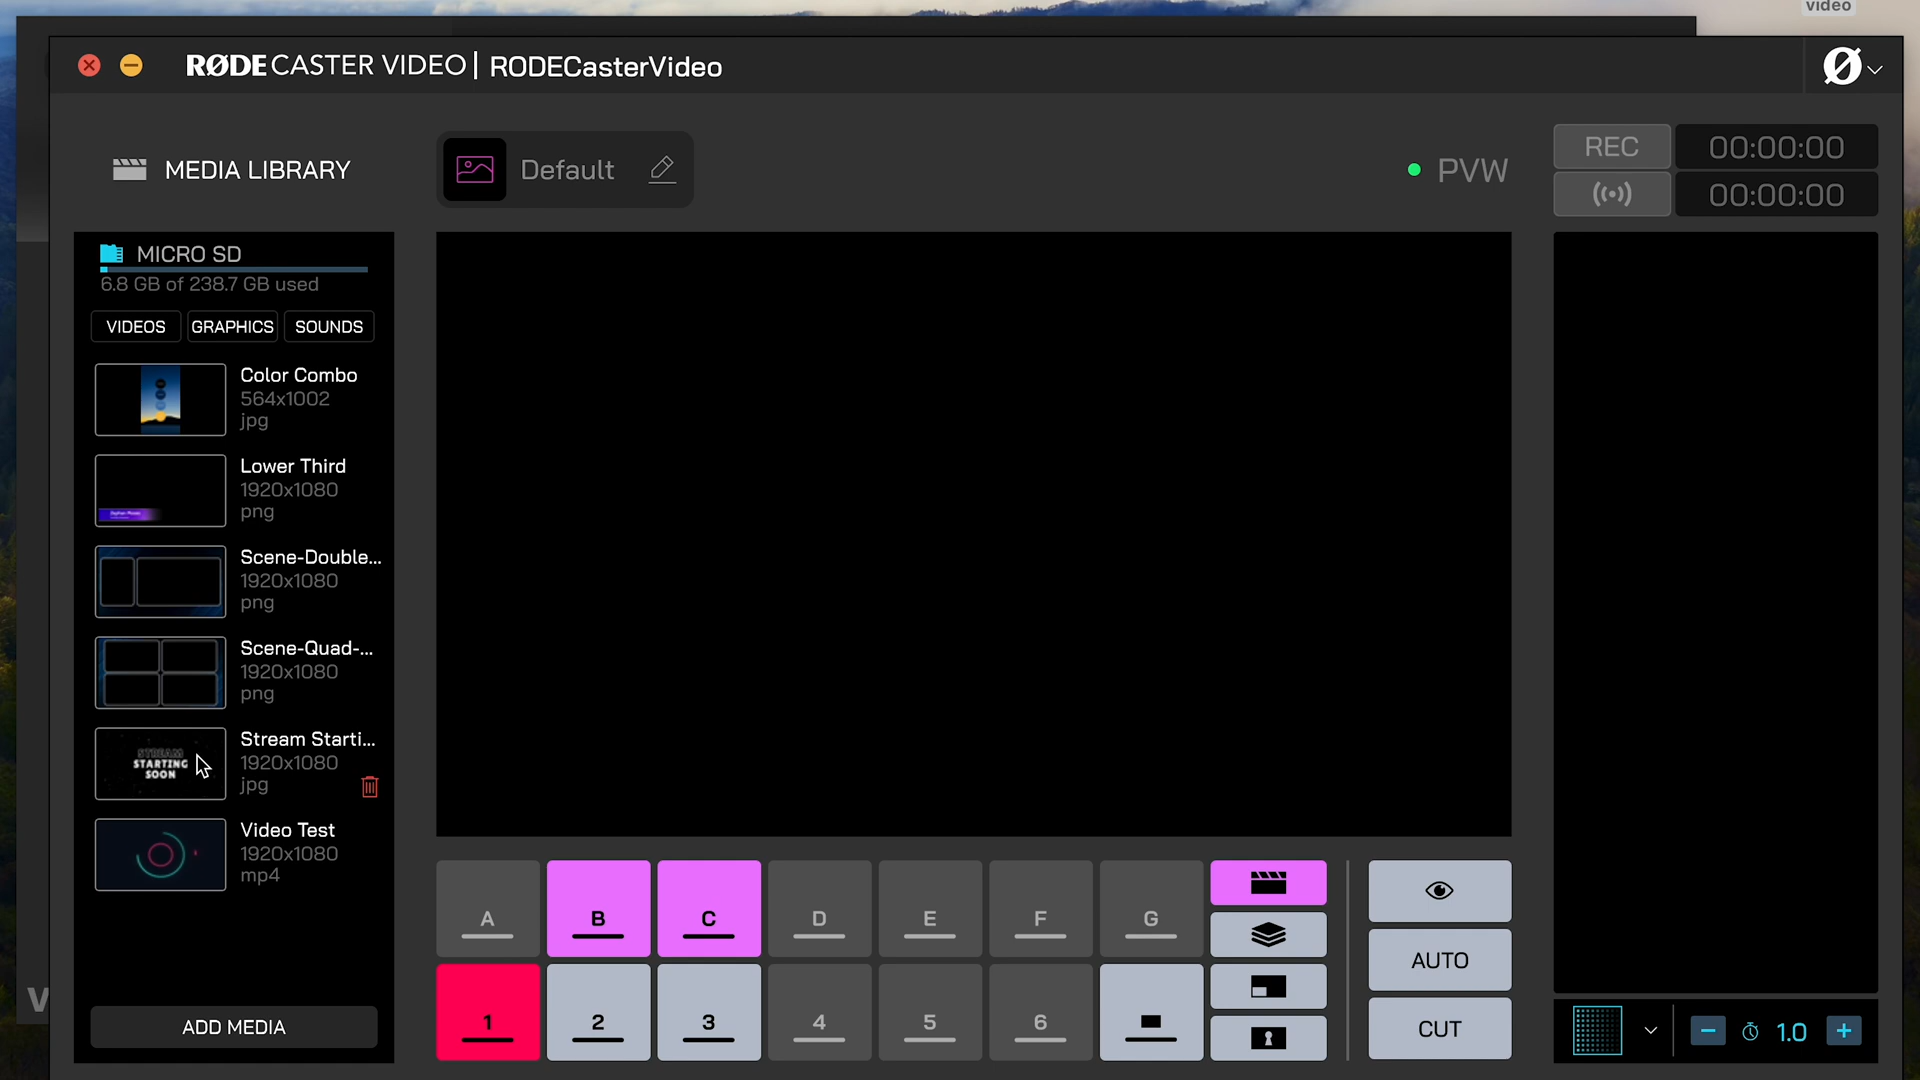 video
RØDECASTER VIDEO | RODECasterVideo
MEDIA LIBRARY
Default
PVW
REC
00:00:00
00:00:00
MICRO SD
6.8 GB of 238.7 GB used
VIDEOS
GRAPHICS
SOUNDS
Color Combo
564x1002
jpg
Lower Third
1920x1080
png
Scene-Double...
1920x1080
png
Scene-Quad-...
1920x1080
png
STREAM
STARTING
SOON
Stream Starti...
1920x1080
jpg
Video Test
1920x1080
mp4
ADD MEDIA
A
B
C
D
E
F
G
1
2
3
4
5
6
AUTO
CUT
1.0